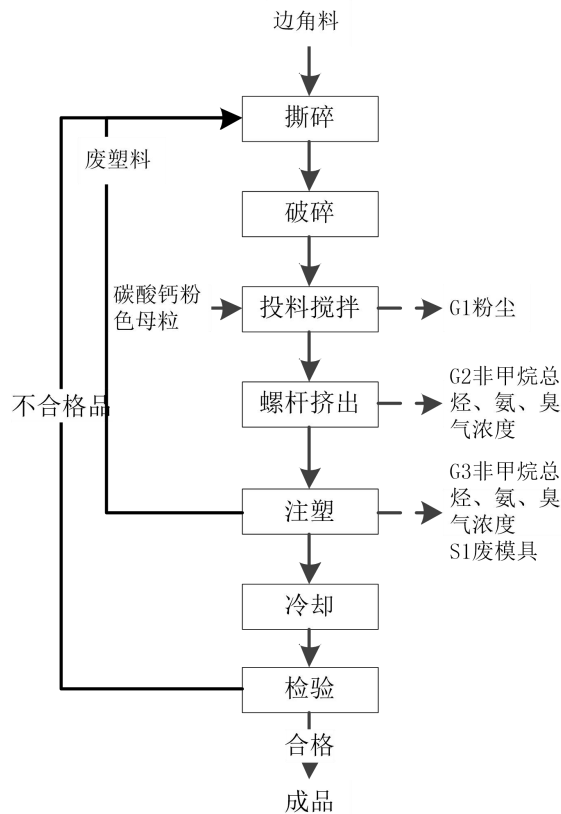 边角料
撕碎
废塑料
破碎
碳酸钙粉
色母粒
投料搅拌
G1粉尘
螺杆挤出
G2非甲烷总
烃、氨、臭
气浓度
不合格品
注塑
G3非甲烷总
烃、氨、臭
气浓度
S1废模具
冷却
检验
合格
成品